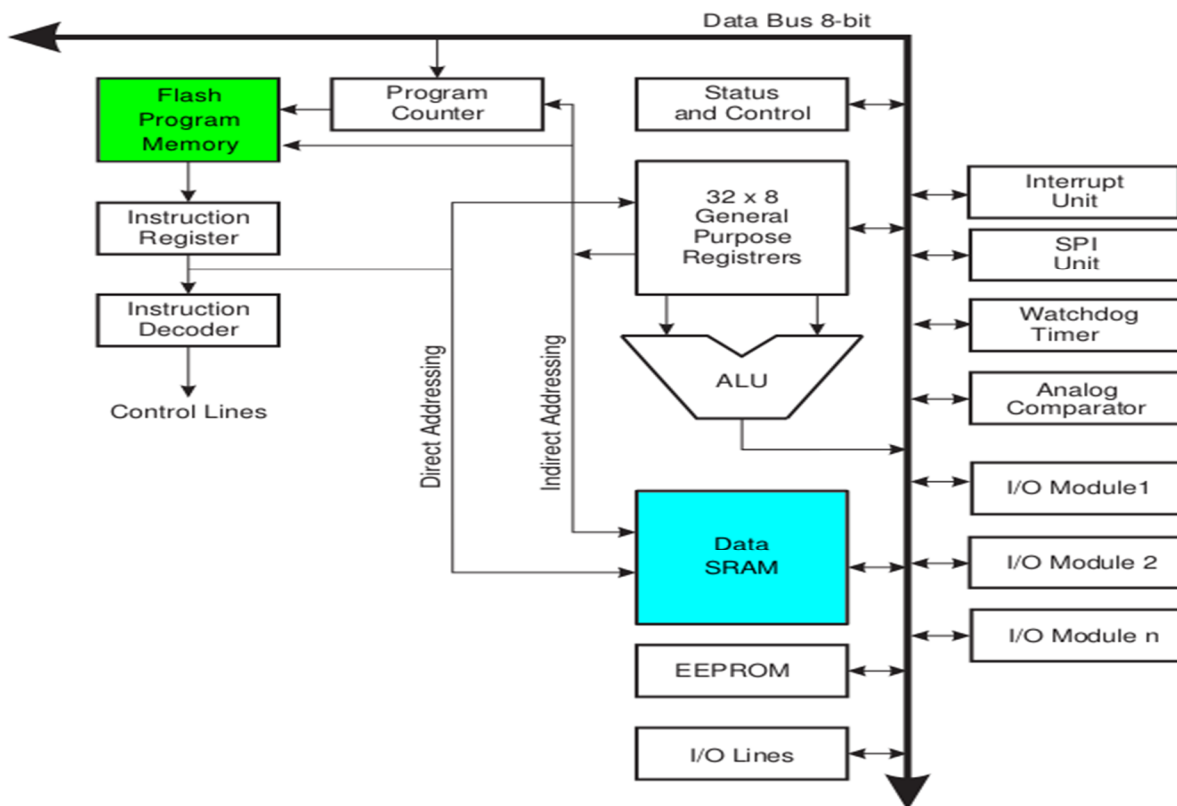 Data Bus 8-bit
Flash
Program
Memory
Program
Counter
Status
and Control
Interrupt
Unit
32 x 8
General
Purpose
Registrers
Instruction
Register
SPI
Unit
Instruction
Decoder
Watchdog
Timer
Control Lines
Direct Addressing
Indirect Addressing
ALU
Analog
Comparator
I/O Module1
Data
SRAM
I/O Module 2
I/O Module n
EEPROM
I/O Lines